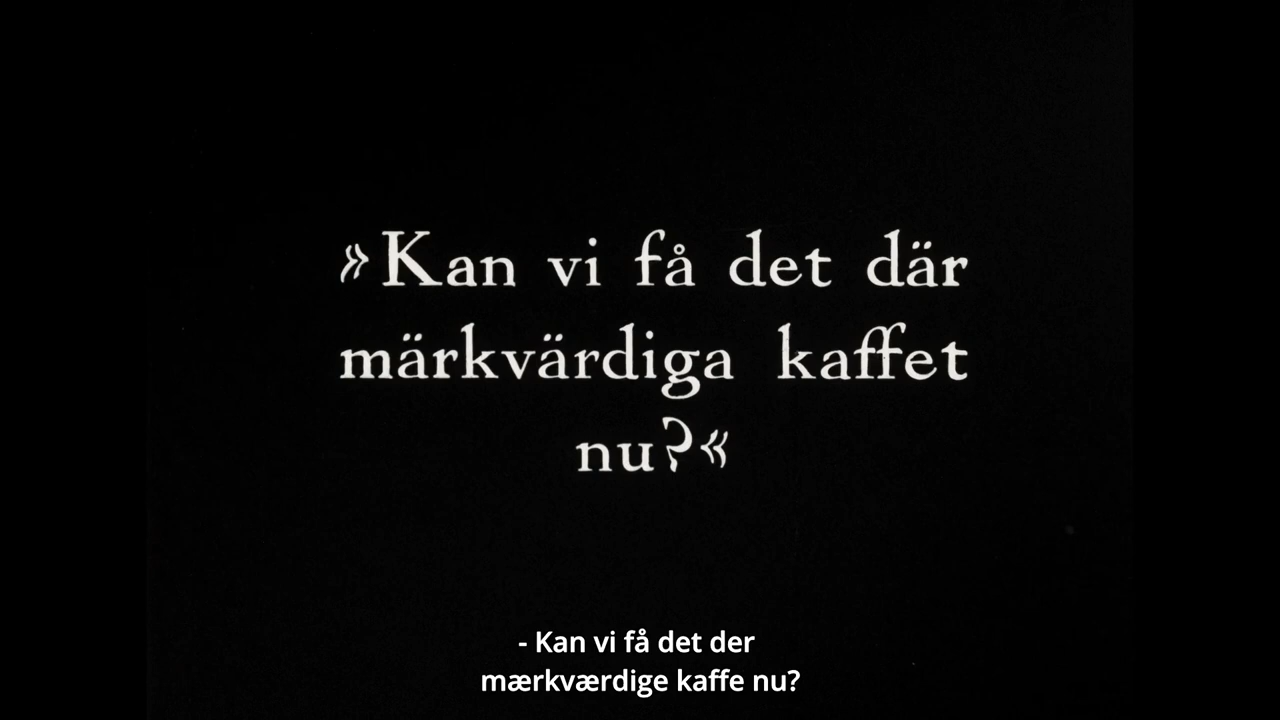 »Kan vi få det där
märkvärdiga kaffet
nu?«
- Kan vi få det der
mærkværdige kaffe nu?